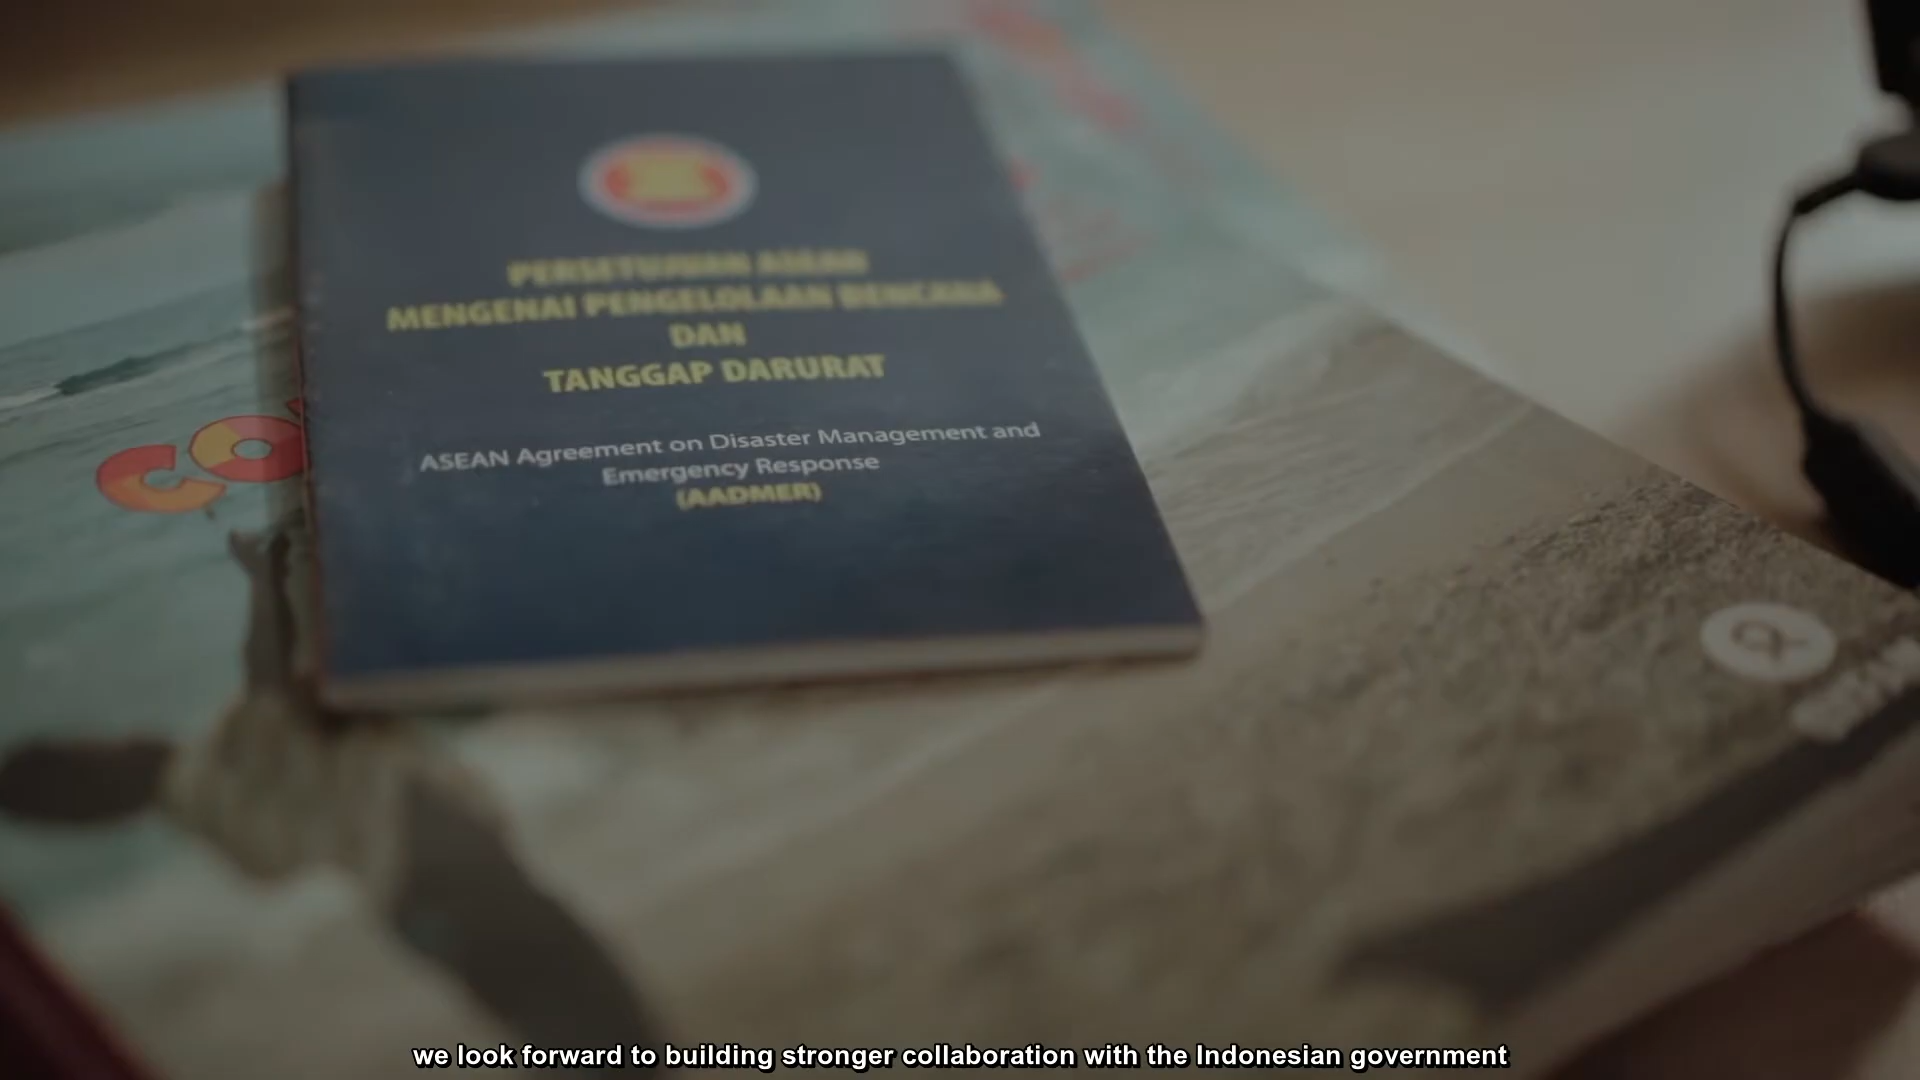 PERSETUJUAN ASEAN
MENGENAI PENGELOLAAN BENCANA
DAN
TANGGAP DARURAT
ASEAN Agreement on Disaster Management and
Emergency Response
(AADMER)
CO
we look forward to building stronger collaboration with the Indonesian government